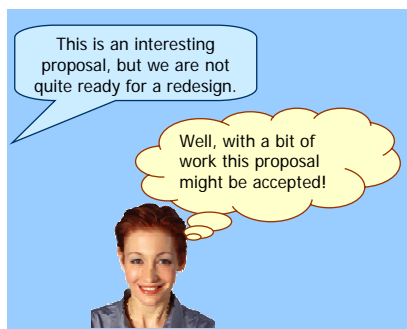 This is an interesting
proposal, but we are not
quite ready for a redesign.
Well, with a bit of
work this proposal
might be accepted!